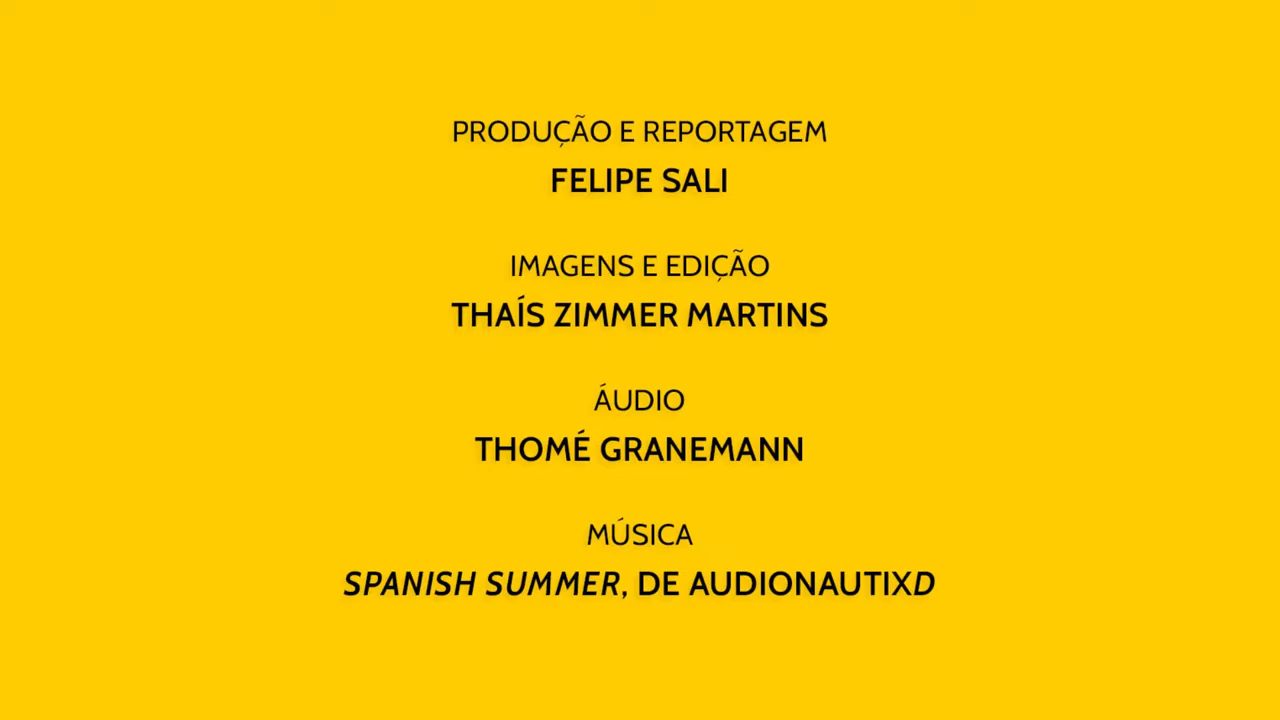 PRODUÇÃO E REPORTAGEM
FELIPE SALI
IMAGENS E EDIÇÃO
THAÍS ZIMMER MARTINS
ÁUDIO
THOMÉ GRANEMANN
MÚSICA
SPANISH SUMMER, DE AUDIONAUTIXD